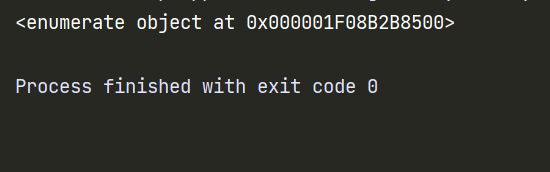 <enumerate object at 0x000001F08B2B8500>
Process finished with exit code 0